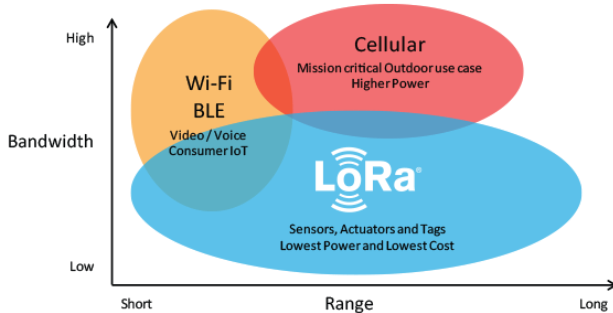 High
Bandwidth
Low
Wi-Fi
BLE
Video / Voice
Consumer IoT
Cellular
Mission critical Outdoor use case
Higher Power
LoRa®
Sensors, Actuators and Tags
Lowest Power and Lowest Cost
Short
Range
Long